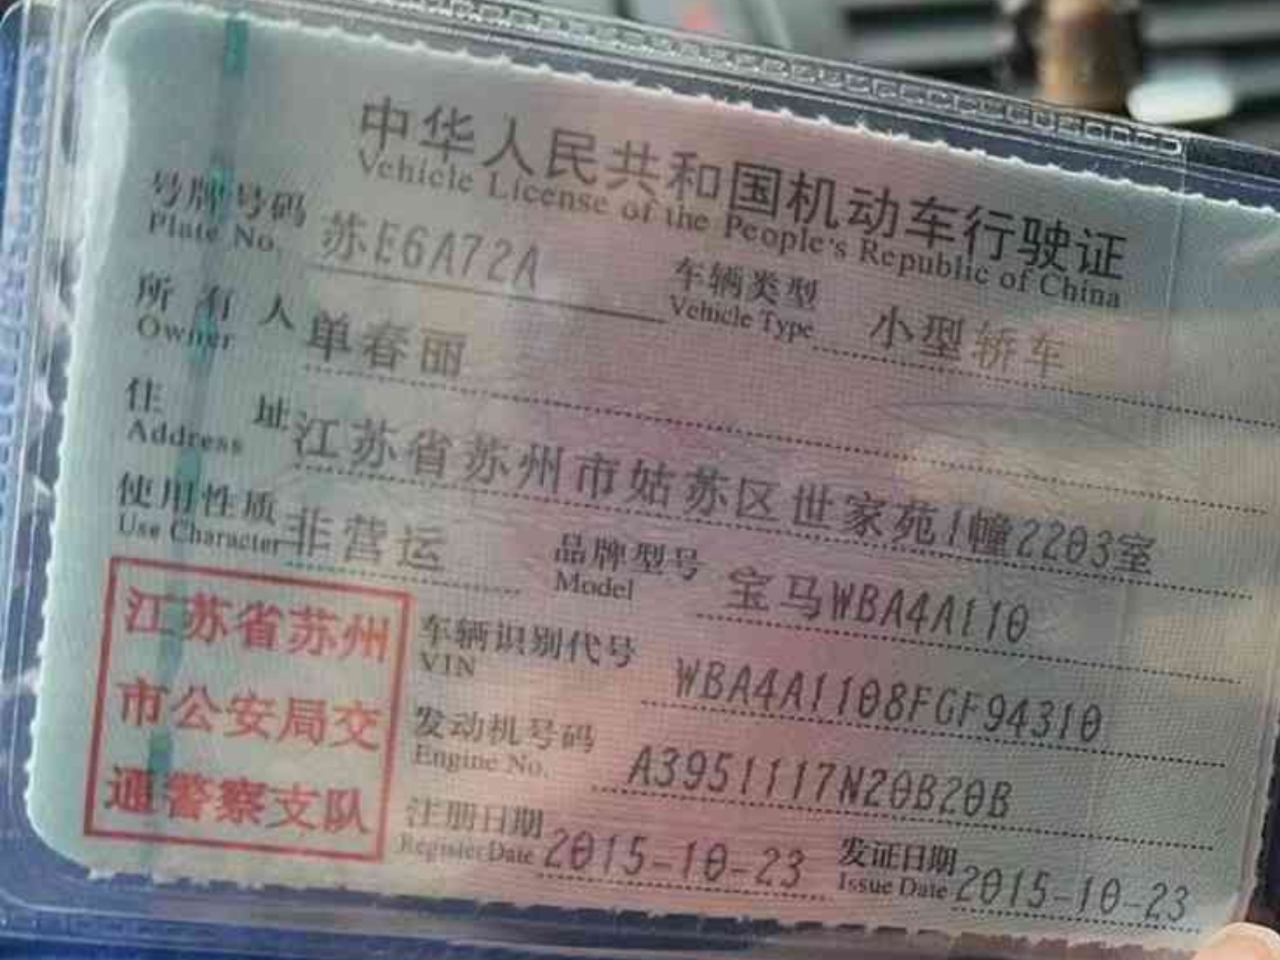 中华人民共和国机动车行驶证
Vehicle License of the People's Republic of China
号牌号码 苏E6A72A 车辆类型 小型轿车
Plate No. Vehicle Type
所有人 单春丽
Owner
住址 江苏省苏州市姑苏区世家苑1幢2203室
Address
使用性质 非营运 品牌型号 宝马WBA4A110
Use Character Model
江苏省苏州
市公安局交
通警察支队
车辆识别代号 WBA4A1108FGF94310
VIN
发动机号码 A3951117N20B20B
Engine No.
注册日期 2015-10-23 发证日期 2015-10-23
Register Date Issue Date